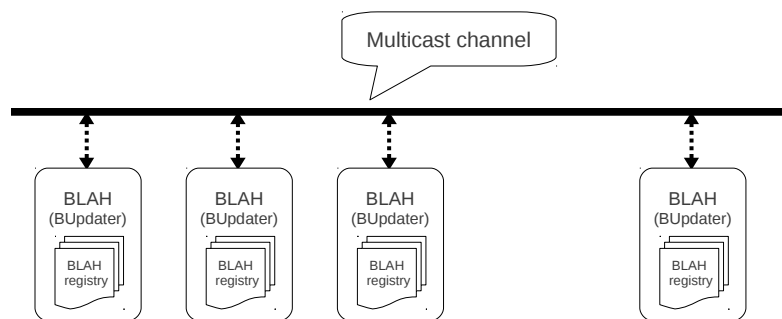 Multicast channel
BLAH
(BUpdater)
BLAH
registry
BLAH
(BUpdater)
BLAH
registry
BLAH
(BUpdater)
BLAH
registry
BLAH
(BUpdater)
BLAH
registry